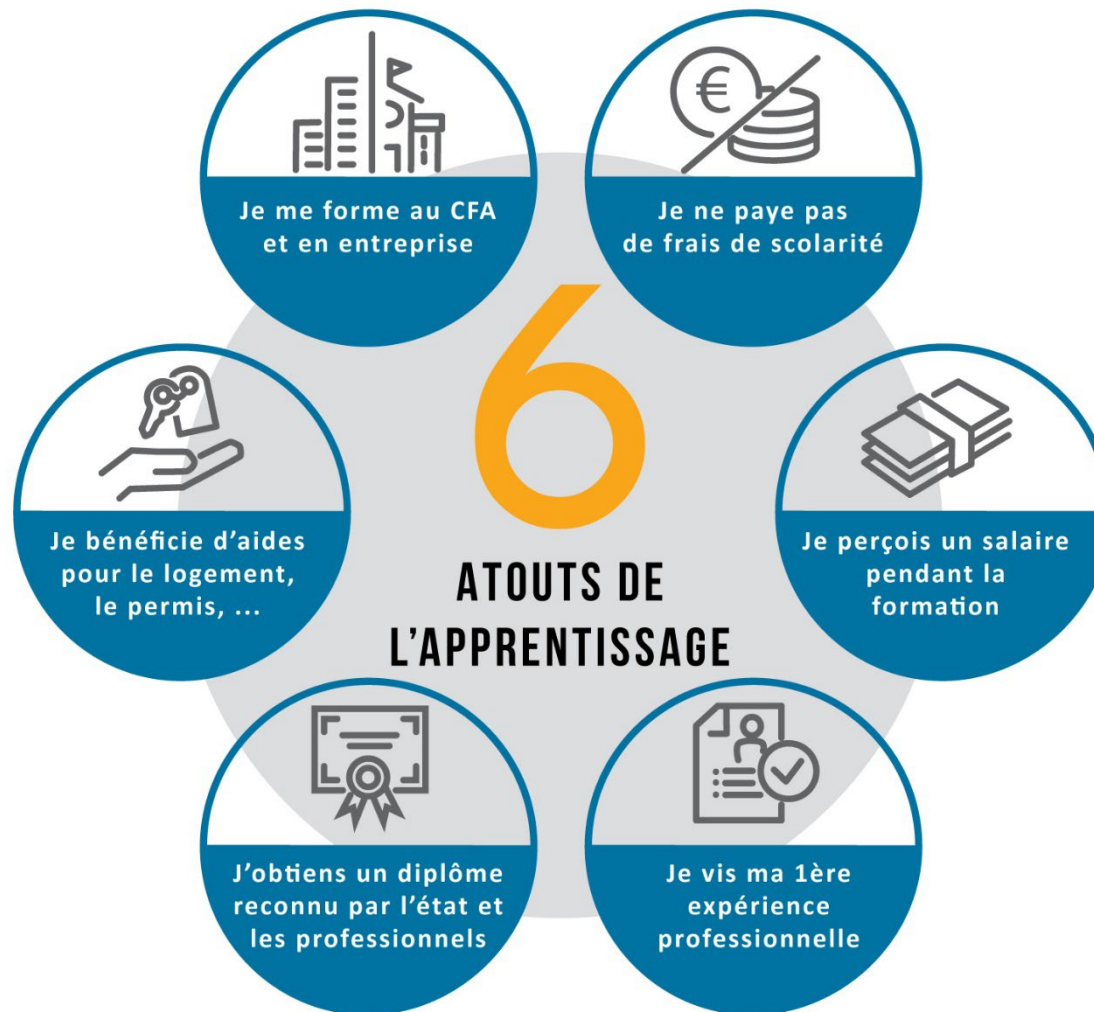 Je me forme au CFA
et en entreprise
Je ne paye pas
de frais de scolarité
€
6
ATOUTS DE
L'APPRENTISSAGE
Je bénéficie d'aides
pour le logement,
le permis, ...
Je perçois un salaire
pendant la
formation
J'obtiens un diplôme
reconnu par l'état et
les professionnels
Je vis ma 1ère
expérience
professionnelle